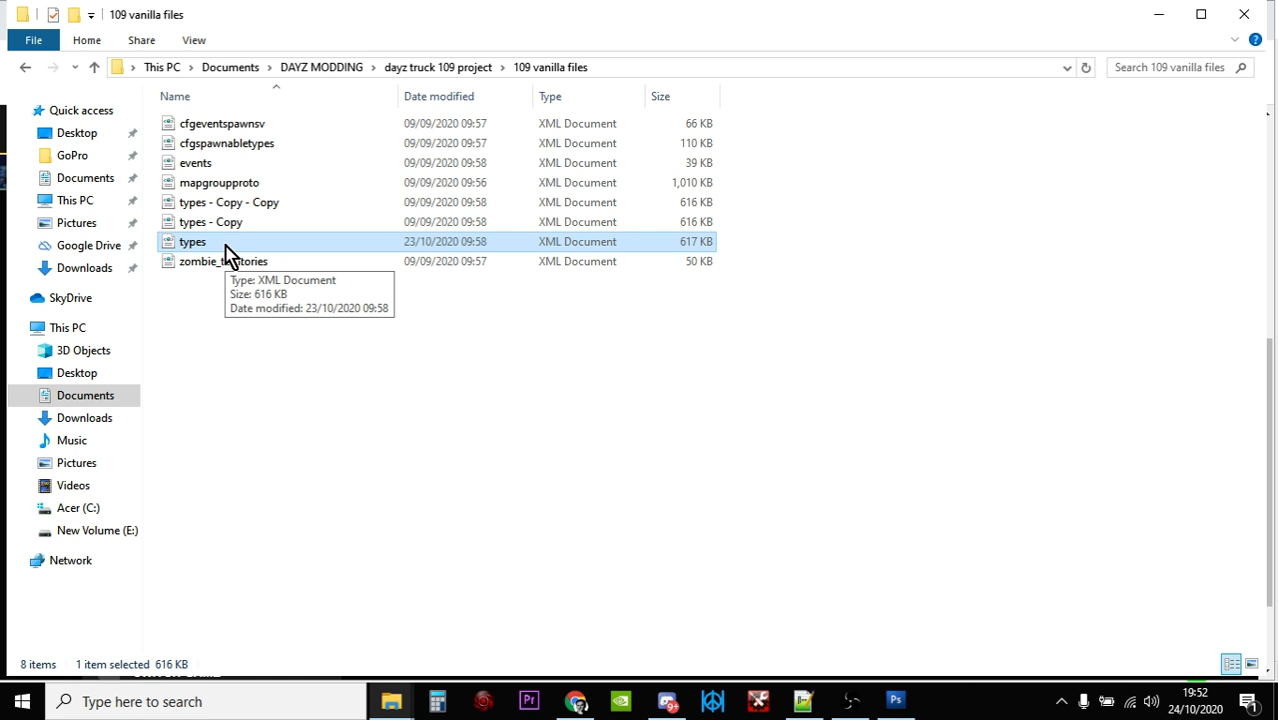 109 vanilla files
File Home Share View
This PC Documents DAYZ MODDING dayz truck 109 project 109 vanilla files
Search 109 vanilla files
Name Date modified Type Size
cfgeventspawnsv 09/09/2020 09:57 XML Document 66 KB
cfgspawnabletypes 09/09/2020 09:57 XML Document 110 KB
events 09/09/2020 09:58 XML Document 39 KB
mapgroupproto 09/09/2020 09:56 XML Document 1,010 KB
types - Copy - Copy 09/09/2020 09:58 XML Document 616 KB
types - Copy 09/09/2020 09:58 XML Document 616 KB
types 23/10/2020 09:58 XML Document 617 KB
09/09/2020 09:57 XML Document 50 KB
Type: XML Document
Size: 616 KB
Date modified: 23/10/2020 09:58
Quick access
Desktop
GoPro
Documents
This PC
Pictures
Google Drive
Downloads
SkyDrive
This PC
3D Objects
Desktop
Documents
Downloads
Music
Pictures
Videos
Acer (C:)
New Volume (E:)
Network
8 items 1 item selected 616 KB
Type here to search
Pr
Ps
19:52
24/10/2020